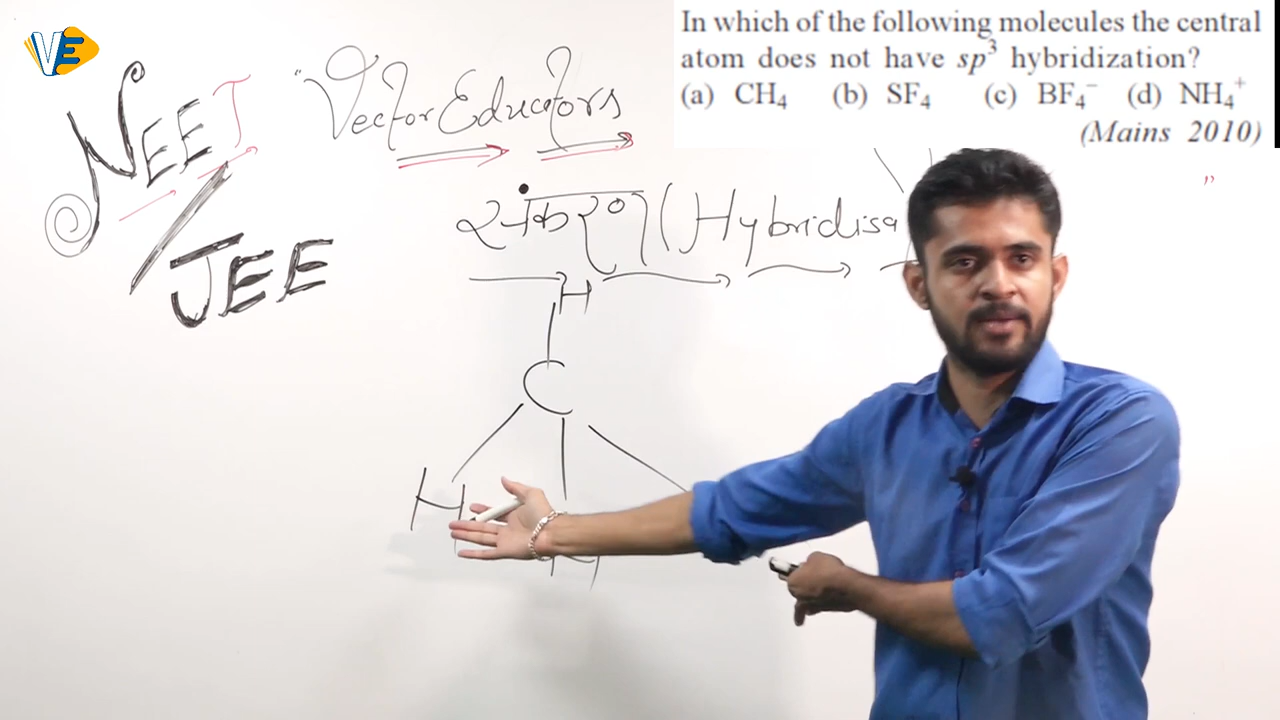 VE
In which of the following molecules the central
atom does not have sp³ hybridization?
(a) CH₄ (b) SF₄ (c) BF₄⁻ (d) NH₄⁺
(Mains 2010)
NEET
/
JEE
"Vector Educators
"
संकरण (Hybridisa
H
C
H